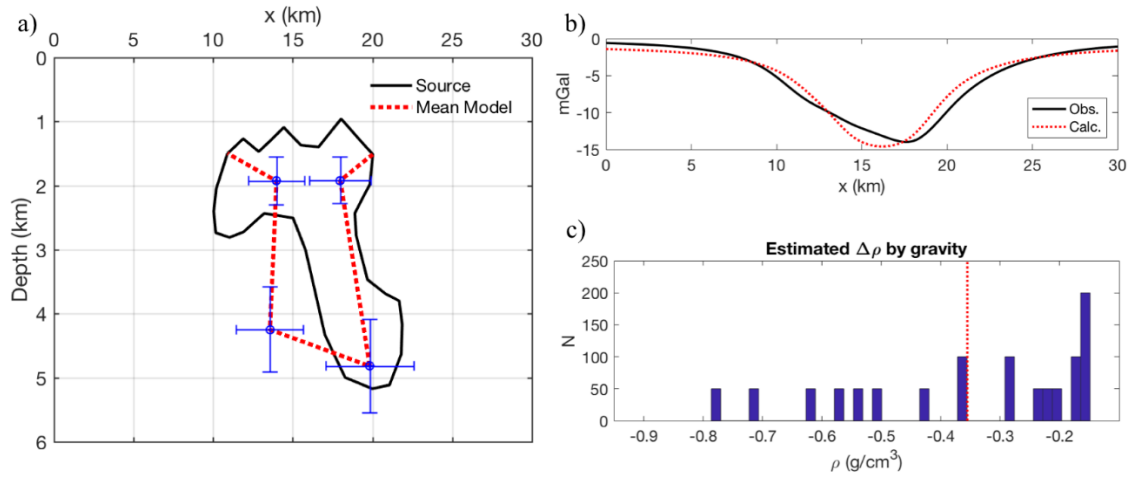 a)
x (km)
0 5 10 15 20 25 30
0
1
2
3
4
5
6
Depth (km)
Source
Mean Model
b)
0
-5
-10
-15
mGal
Obs.
Calc.
0 5 10 15 20 25 30
x (km)
c)
Estimated Δρ by gravity
250
200
150
100
50
0
N
-0.9 -0.8 -0.7 -0.6 -0.5 -0.4 -0.3 -0.2
ρ (g/cm³)